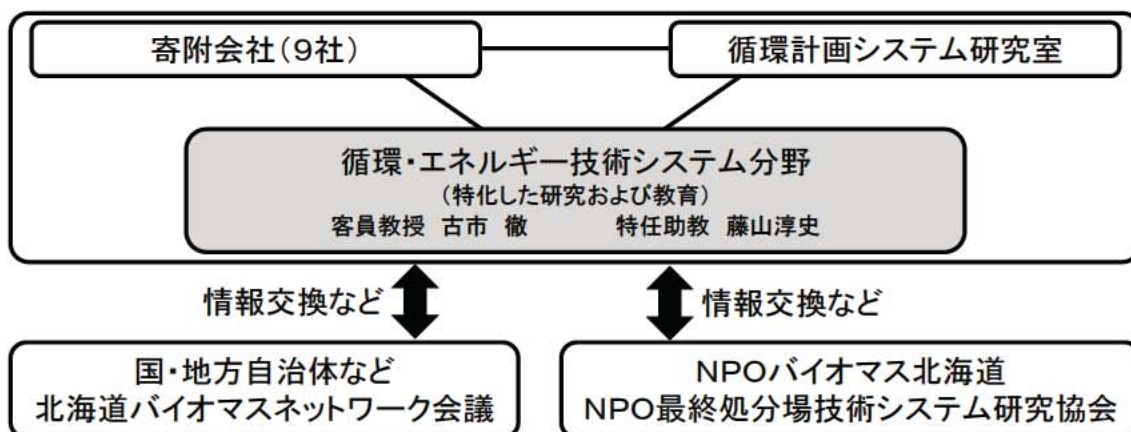 寄附会社(9社)
循環計画システム研究室
循環・エネルギー技術システム分野
(特化した研究および教育)
客員教授 古市 徹 特任助教 藤山淳史
情報交換など
情報交換など
国・地方自治体など
北海道バイオマスネットワーク会議
NPOバイオマス北海道
NPO最終処分場技術システム研究協会